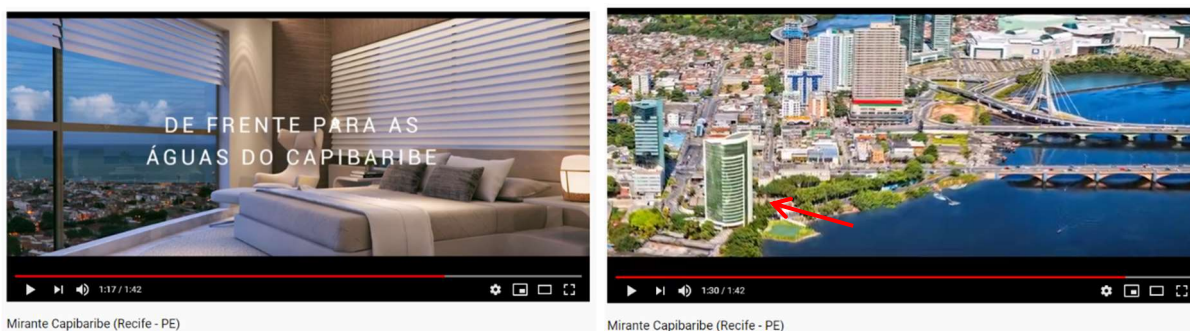 DE FRENTE PARA AS
ÁGUAS DO CAPIBARIBE
1:17 / 1:42
Mirante Capibaribe (Recife - PE)
1:30 / 1:42
Mirante Capibaribe (Recife - PE)